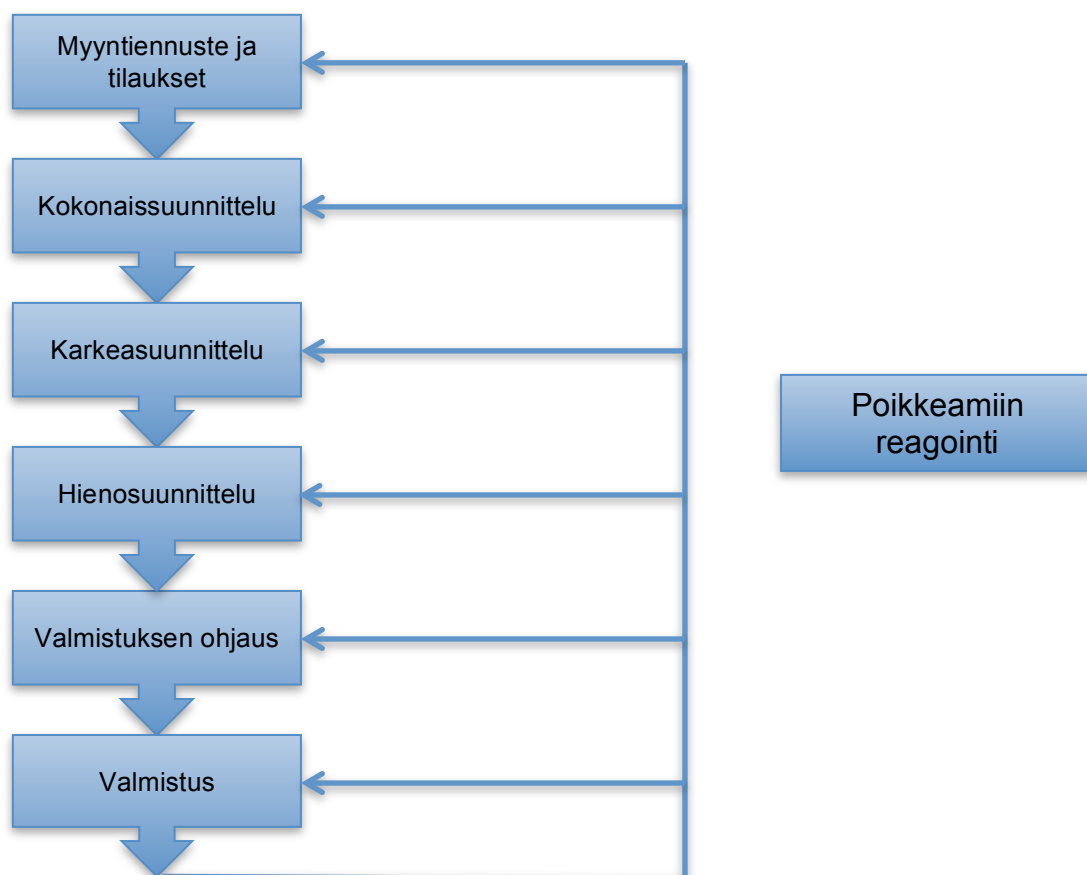 Myyntiennuste ja
tilaukset
Kokonaissuunnittelu
Karkeasuunnittelu
Poikkeamiin
reagointi
Hienosuunnittelu
Valmistuksen ohjaus
Valmistus